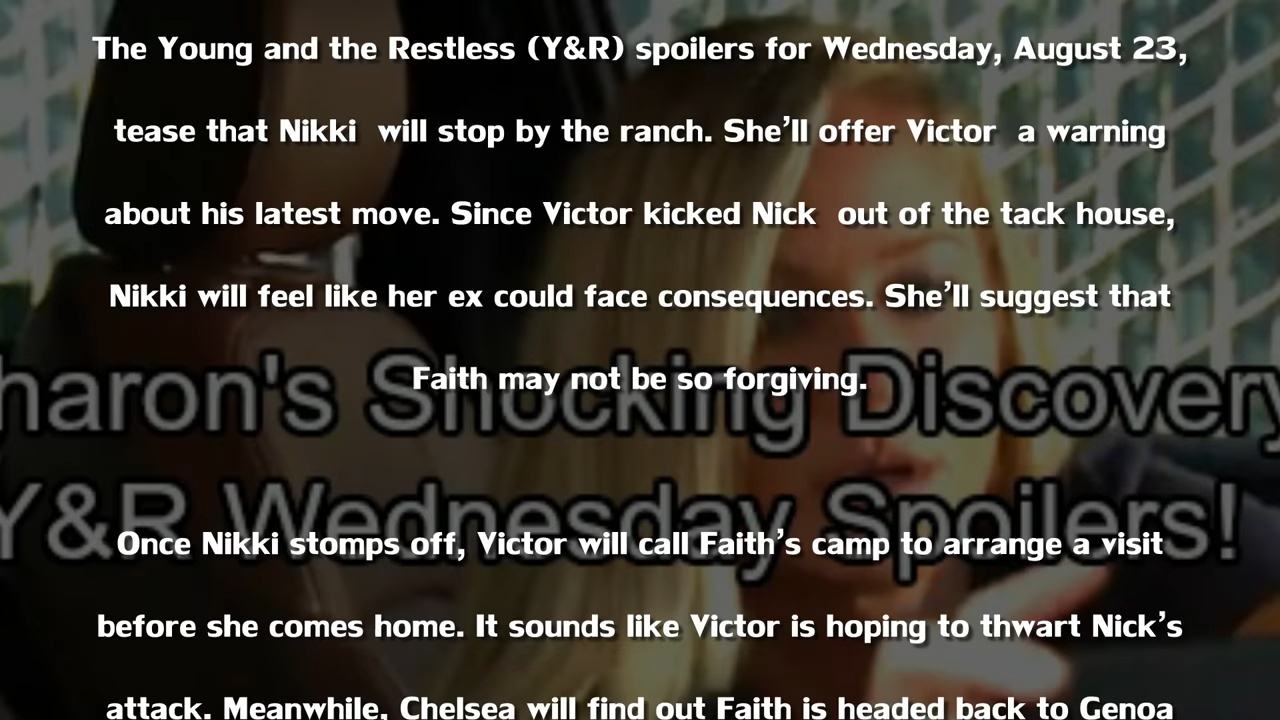 The Young and the Restless (Y&R) spoilers for Wednesday, August 23,
tease that Nikki will stop by the ranch. She’ll offer Victor a warning
about his latest move. Since Victor kicked Nick out of the tack house,
Nikki will feel like her ex could face consequences. She’ll suggest that
Faith may not be so forgiving.
haron's Shocking Discovery
Y&R Wednesday Spoilers!
Once Nikki stomps off, Victor will call Faith’s camp to arrange a visit
before she comes home. It sounds like Victor is hoping to thwart Nick’s
attack. Meanwhile, Chelsea will find out Faith is headed back to Genoa